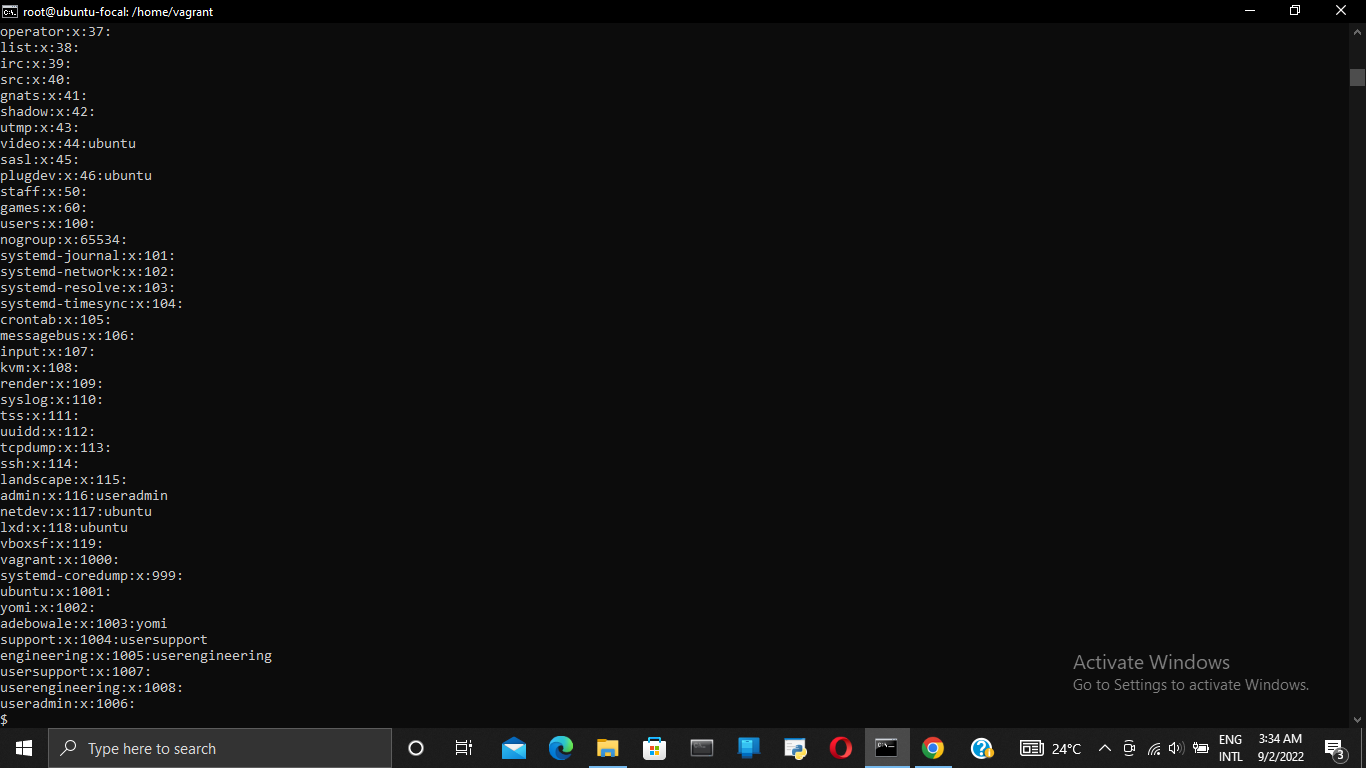 root@ubuntu-focal: /home/vagrant
operator:x:37:
list:x:38:
irc:x:39:
src:x:40:
gnats:x:41:
shadow:x:42:
utmp:x:43:
video:x:44:ubuntu
sasl:x:45:
plugdev:x:46:ubuntu
staff:x:50:
games:x:60:
users:x:100:
nogroup:x:65534:
systemd-journal:x:101:
systemd-network:x:102:
systemd-resolve:x:103:
systemd-timesync:x:104:
crontab:x:105:
messagebus:x:106:
input:x:107:
kvm:x:108:
render:x:109:
syslog:x:110:
tss:x:111:
uuidd:x:112:
tcpdump:x:113:
ssh:x:114:
landscape:x:115:
admin:x:116:useradmin
netdev:x:117:ubuntu
lxd:x:118:ubuntu
vboxsf:x:119:
vagrant:x:1000:
systemd-coredump:x:999:
ubuntu:x:1001:
yomi:x:1002:
adebowale:x:1003:yomi
support:x:1004:usersupport
engineering:x:1005:userengineering
usersupport:x:1007:
userengineering:x:1008:
useradmin:x:1006:
$
Activate Windows
Go to Settings to activate Windows.
Type here to search
24°C
ENG
INTL
3:34 AM
9/2/2022
3